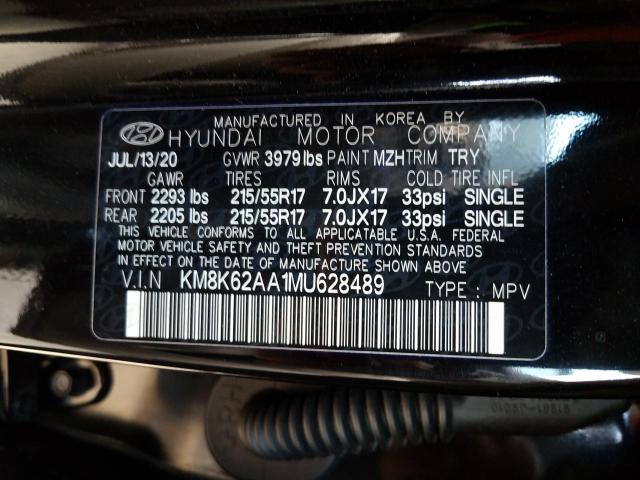 MANUFACTURED IN KOREA BY
HYUNDAI MOTOR COMPANY
JUL/13/20 GVWR 3979 lbs PAINT MZH TRIM TRY
GAWR TIRES RIMS COLD TIRE INFL
FRONT 2293 lbs 215/55R17 7.0JX17 33psi SINGLE
REAR 2205 lbs 215/55R17 7.0JX17 33psi SINGLE
THIS VEHICLE CONFORMS TO ALL APPLICATABLE U.S.A. FEDERAL
MOTOR VEHICLE SAFETY AND THEFT PREVENTION STANDARDS
IN EFFECT ON THE DATE OF MANUFACTURE SHOWN ABOVE.
V.I.N KM8K62AA1MU628489 TYPE : MPV